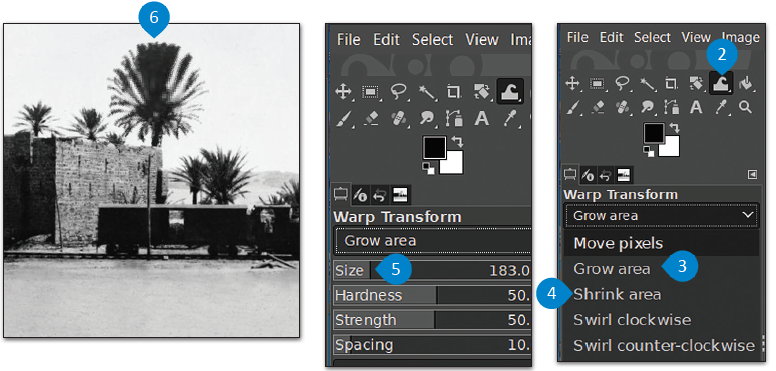 6
File Edit Select View Ima
Warp Transform
Grow area
Size 5 183.0
Hardness 50.
Strength 50.
Spacing 10.
File Edit Select View Image
2
Warp Transform
Grow area
Move pixels
Grow area 3
4 Shrink area
Swirl clockwise
Swirl counter-clockwise